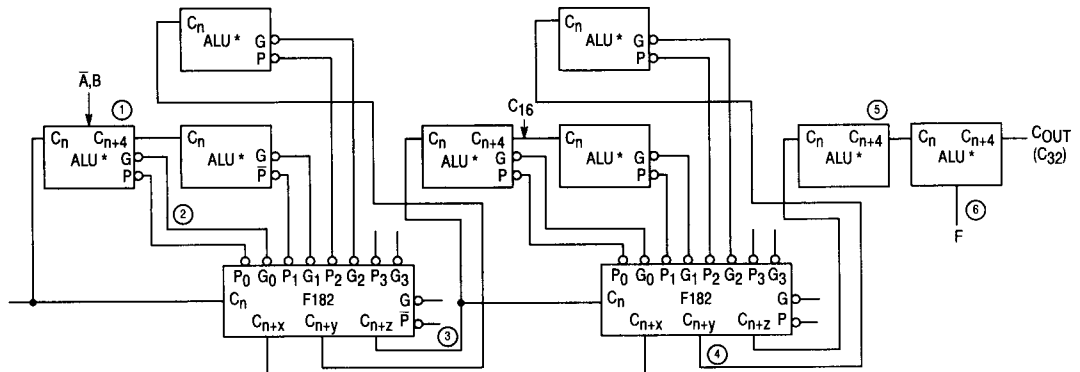 Cn
ALU *
G
P
Cn
ALU *
G
P
A̅,B
1
C16
5
Cn
Cn+4
ALU *
G
P
Cn
ALU *
G
P̅
Cn
Cn+4
ALU *
G
P
Cn
ALU *
G
P
Cn
Cn+4
ALU *
Cn+4
ALU *
COUT
(C32)
2
6
F
P0 G0 P1 G1 P2 G2 P3 G3
Cn
F182
G
P̅
Cn+x
Cn+y
Cn+z
3
P0 G0 P1 G1 P2 G2 P3 G3
Cn
F182
G
P
Cn+x
Cn+y
Cn+z
4